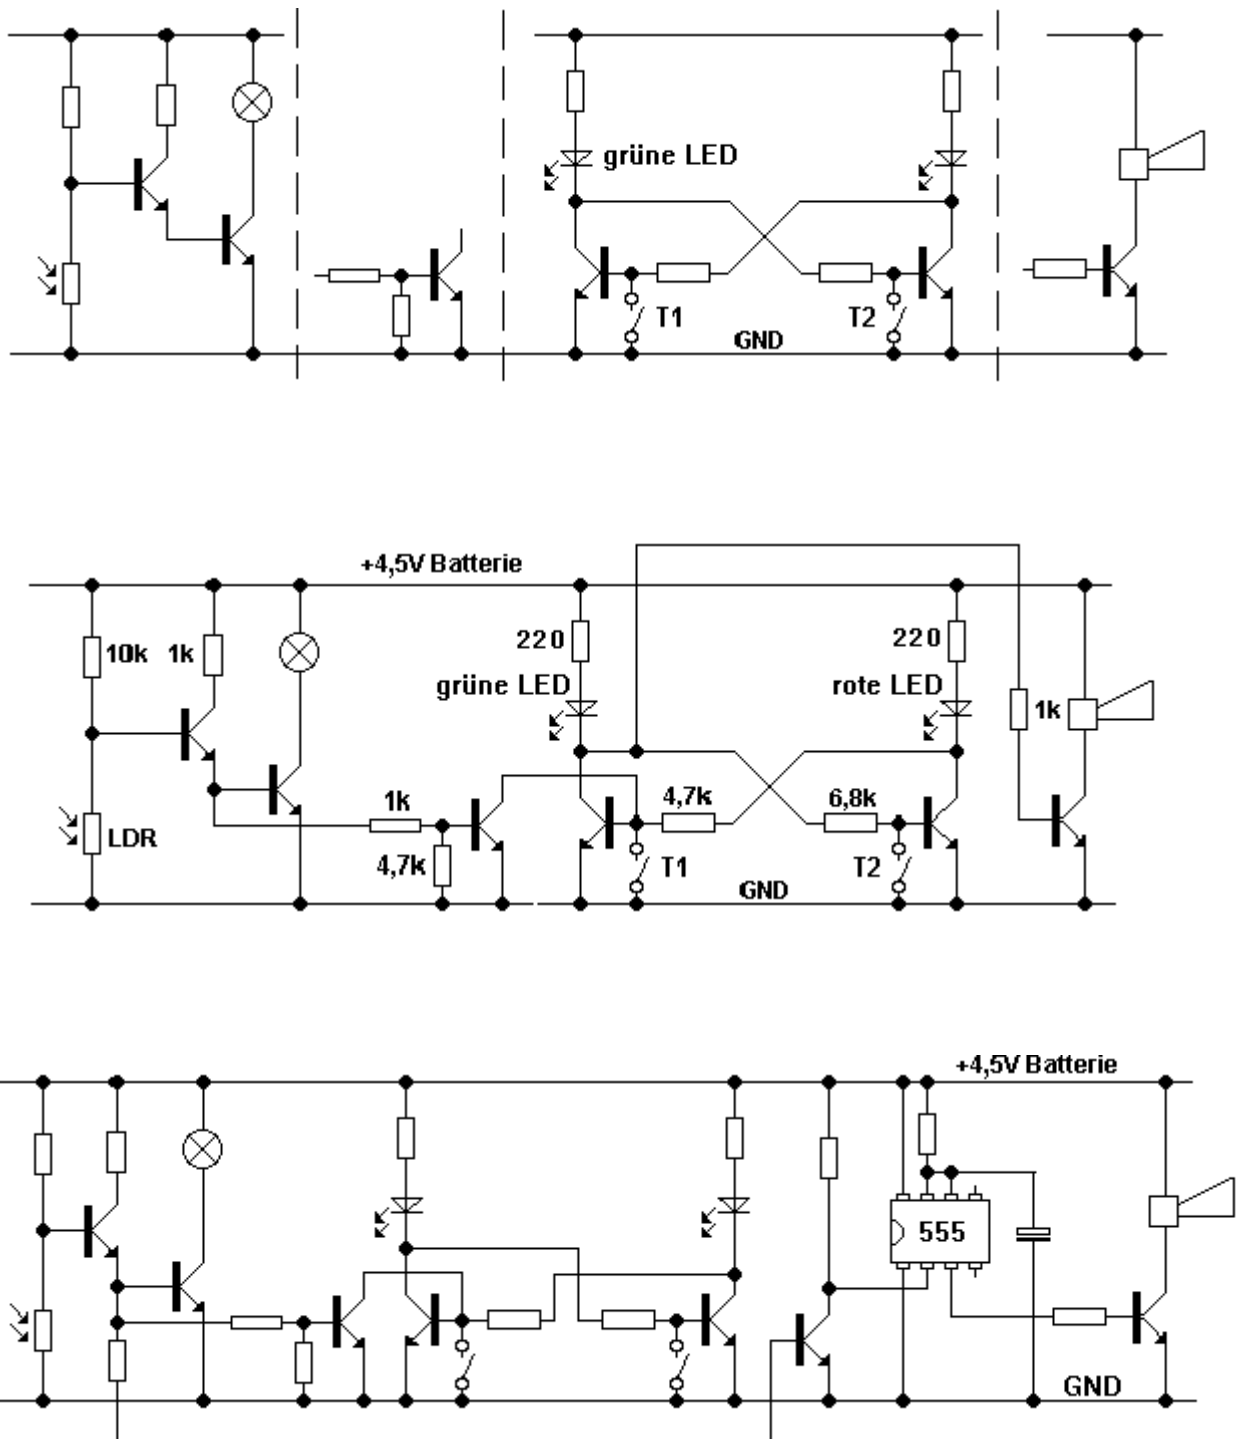 grüne LED
T1
T2
GND
+4,5V Batterie
10k
1k
220
220
grüne LED
rote LED
1k
1k
4,7k
6,8k
LDR
4,7k
T1
T2
GND
+4,5V Batterie
555
GND